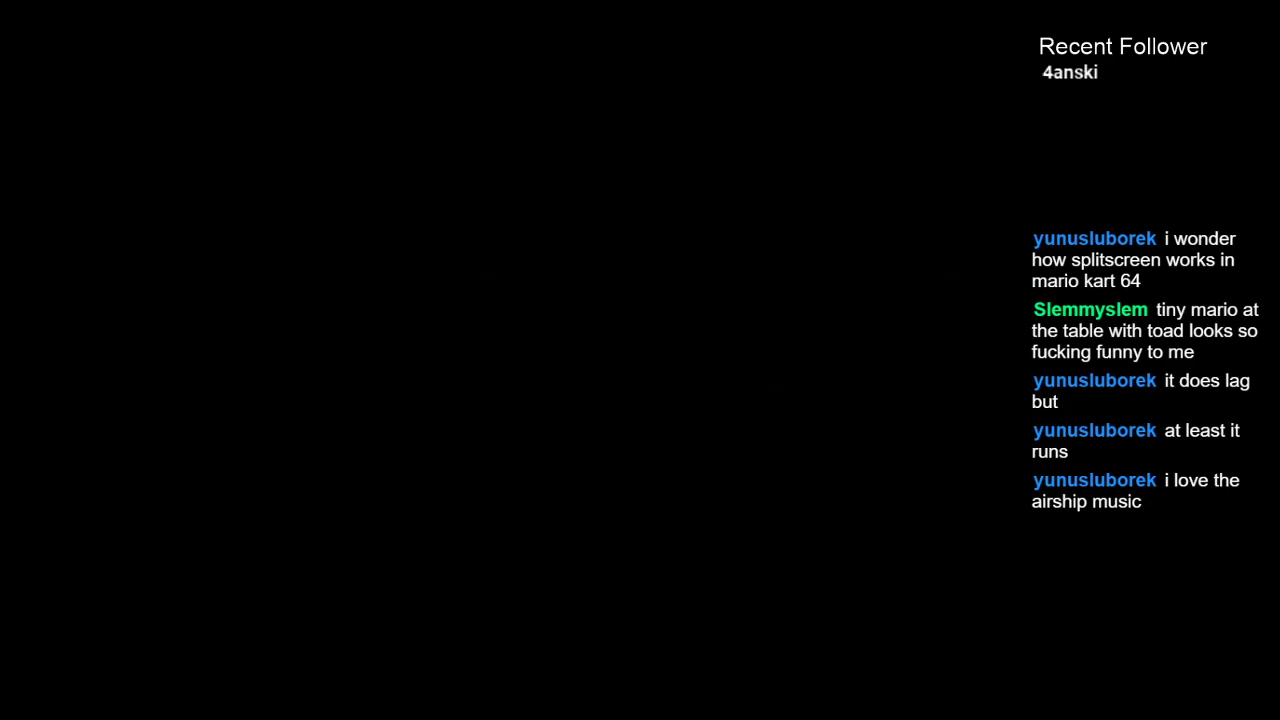 Recent Follower
4anski
yunusluborek i wonder
how splitscreen works in
mario kart 64
Slemmyslem tiny mario at
the table with toad looks so
fucking funny to me
yunusluborek it does lag
but
yunusluborek at least it
runs
yunusluborek i love the
airship music